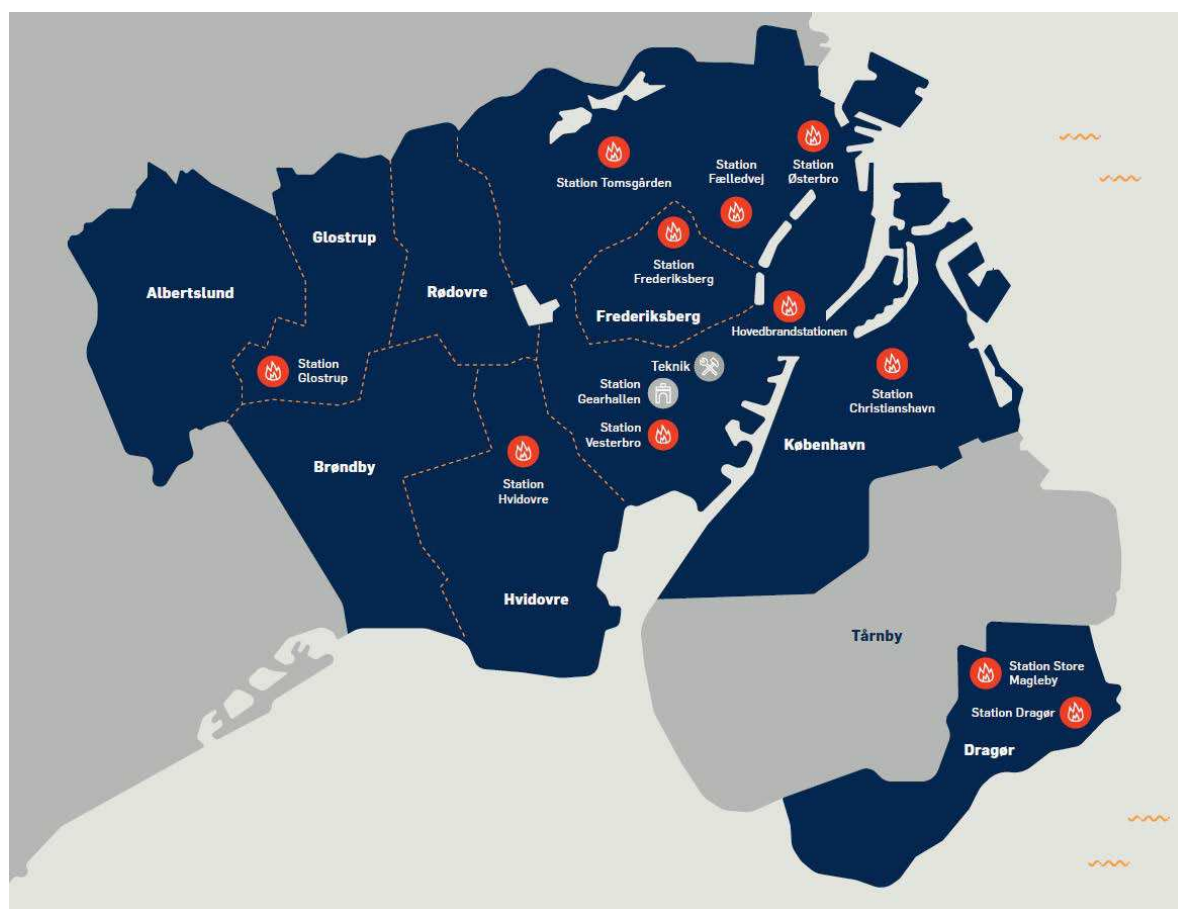 Station
Østerbro
Station
Fælledvej
Station Tomsgården
Glostrup
Station
Frederiksberg
Albertslund
Rødovre
Frederiksberg
Hovedbrandstationen
Station
Glostrup
Teknik
Station
Gearhallen
Station
Christianshavn
Station
Vesterbro
København
Brøndby
Station
Hvidovre
Hvidovre
Tårnby
Station Store
Magleby
Station Dragør
Dragør